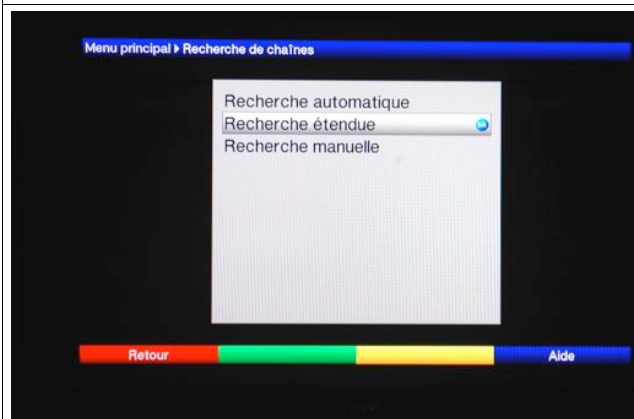 Menu principal ▸ Recherche de chaînes
Recherche automatique
Recherche étendue
Recherche manuelle
Retour
Aide